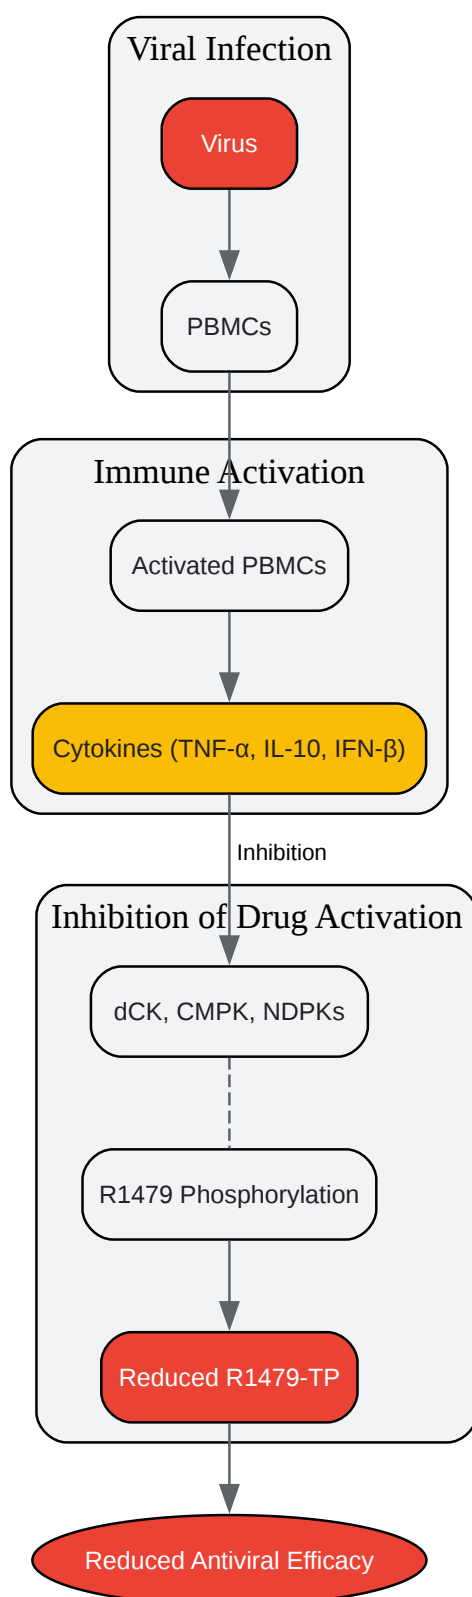 Viral Infection
Virus
PBMCs
Immune Activation
Activated PBMCs
Cytokines (TNF-α, IL-10, IFN-β)
Inhibition
Inhibition of Drug Activation
dCK, CMPK, NDPKs
R1479 Phosphorylation
Reduced R1479-TP
Reduced Antiviral Efficacy